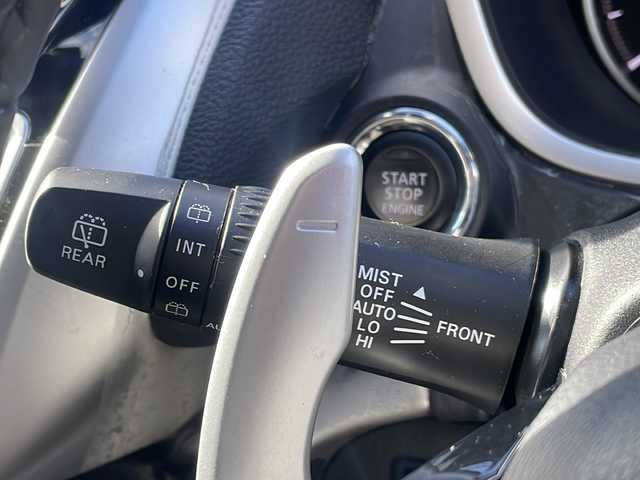 START
STOP
ENGINE
REAR
INT
OFF
MIST
OFF
AUTO
LO
HI
FRONT